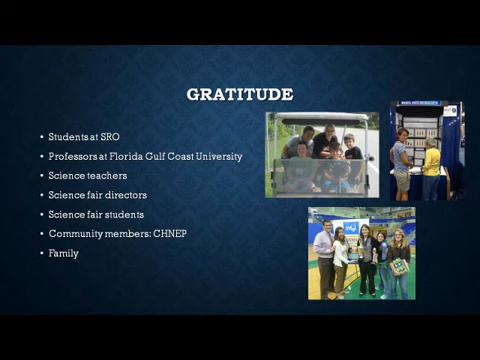 GRATITUDE
• Students at SRO
• Professors at Florida Gulf Coast University
• Science teachers
• Science fair directors
• Science fair students
• Community members: CHNEP
• Family
intel